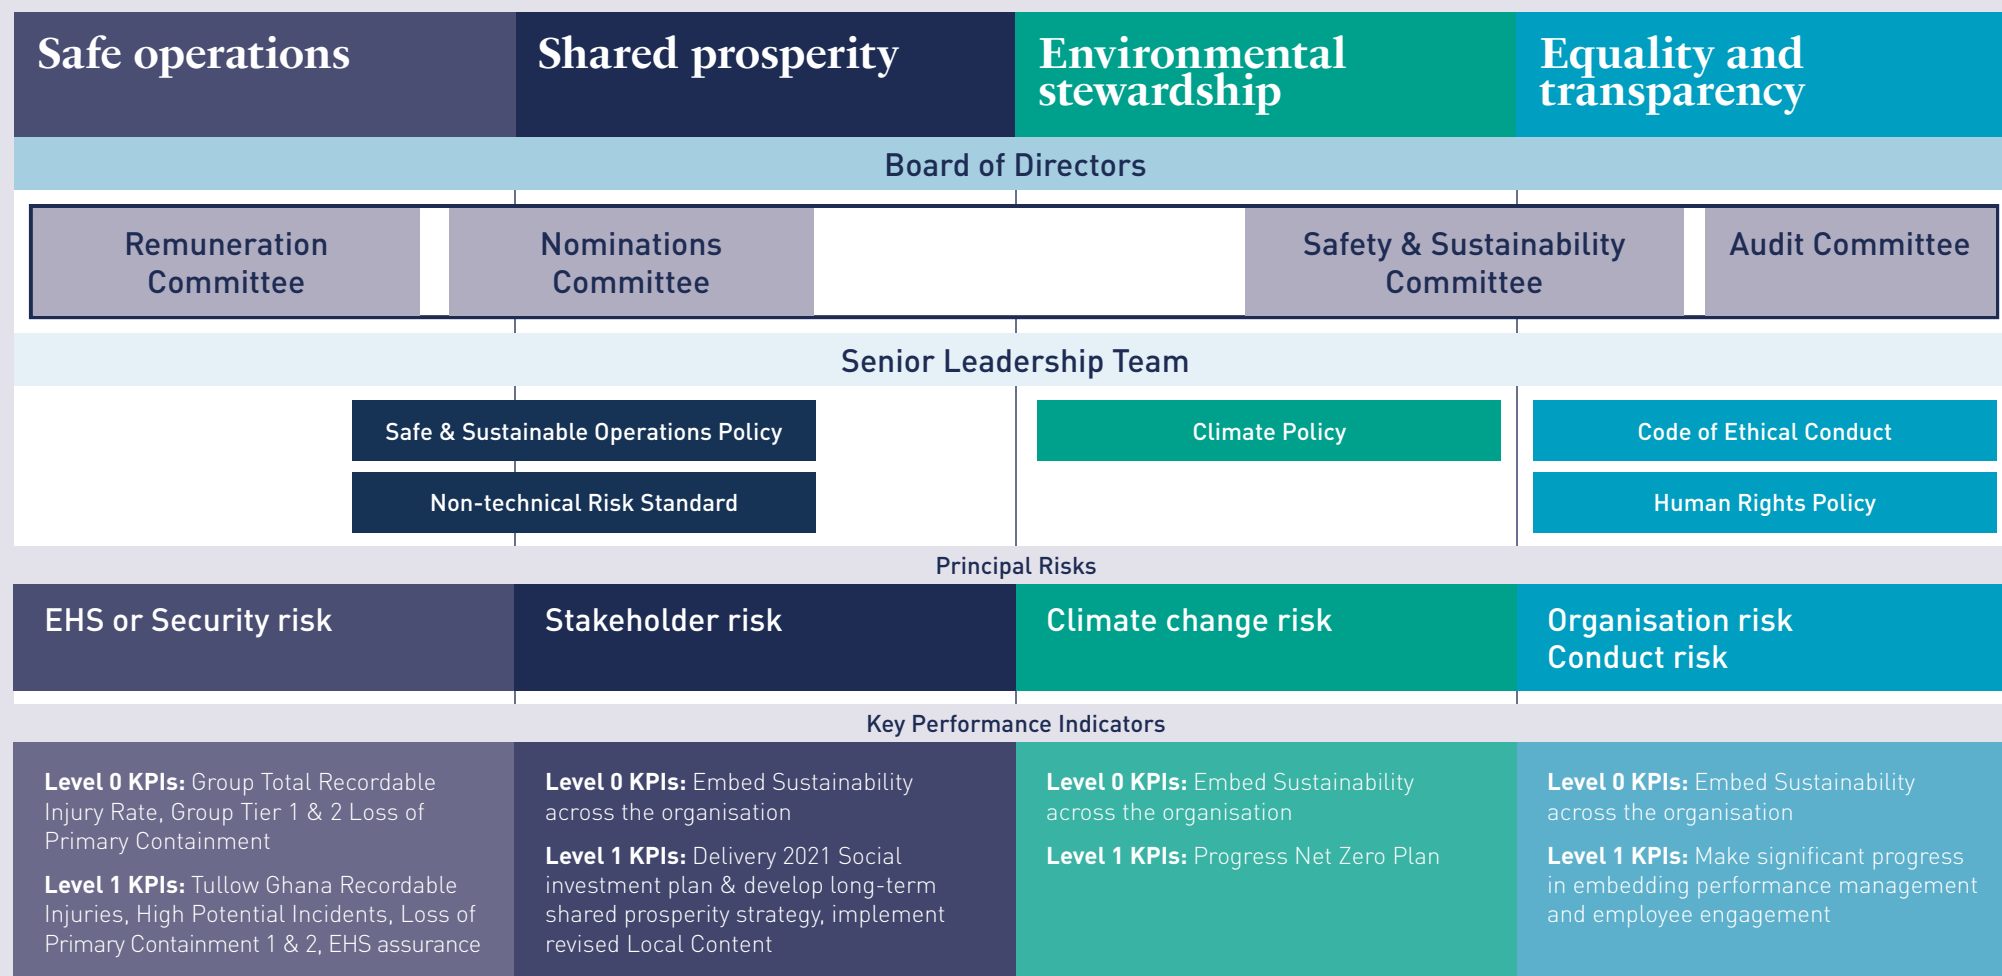 Safe operations
Shared prosperity
Environmental
stewardship
Equality and
transparency
Board of Directors
Remuneration
Committee
Nominations
Committee
Safety & Sustainability
Committee
Audit Committee
Senior Leadership Team
Safe & Sustainable Operations Policy
Climate Policy
Code of Ethical Conduct
Non-technical Risk Standard
Human Rights Policy
Principal Risks
EHS or Security risk
Stakeholder risk
Climate change risk
Organisation risk
Conduct risk
Key Performance Indicators
Level 0 KPIs: Group Total Recordable
Injury Rate, Group Tier 1 & 2 Loss of
Primary Containment
Level 1 KPIs: Tullow Ghana Recordable
Injuries, High Potential Incidents, Loss of
Primary Containment 1 & 2, EHS assurance
Level 0 KPIs: Embed Sustainability
across the organisation
Level 1 KPIs: Delivery 2021 Social
investment plan & develop long-term
shared prosperity strategy, implement
revised Local Content
Level 0 KPIs: Embed Sustainability
across the organisation
Level 1 KPIs: Progress Net Zero Plan
Level 0 KPIs: Embed Sustainability
across the organisation
Level 1 KPIs: Make significant progress
in embedding performance management
and employee engagement